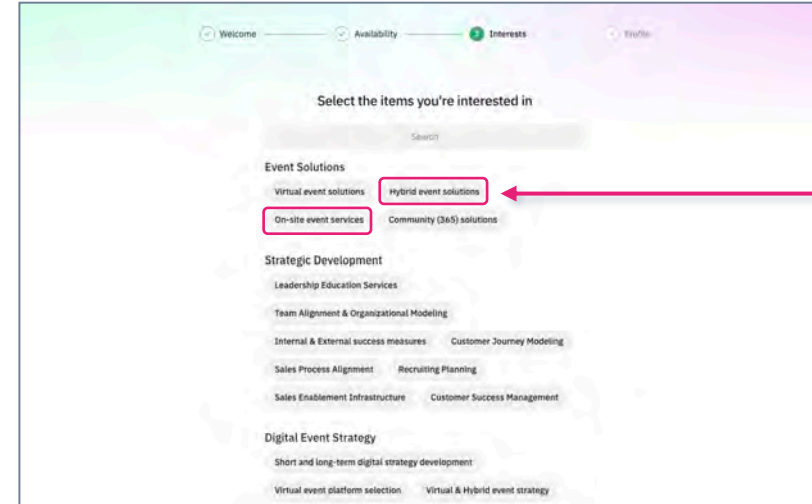 Welcome Availability 3 Interests Profile
Select the items you're interested in
Search
Event Solutions
Virtual event solutions Hybrid event solutions
On-site event services Community (365) solutions
Strategic Development
Leadership Education Services
Team Alignment & Organizational Modeling
Internal & External success measures Customer Journey Modeling
Sales Process Alignment Recruiting Planning
Sales Enablement Infrastructure Customer Success Management
Digital Event Strategy
Short and long-term digital strategy development
Virtual event platform selection Virtual & Hybrid event strategy